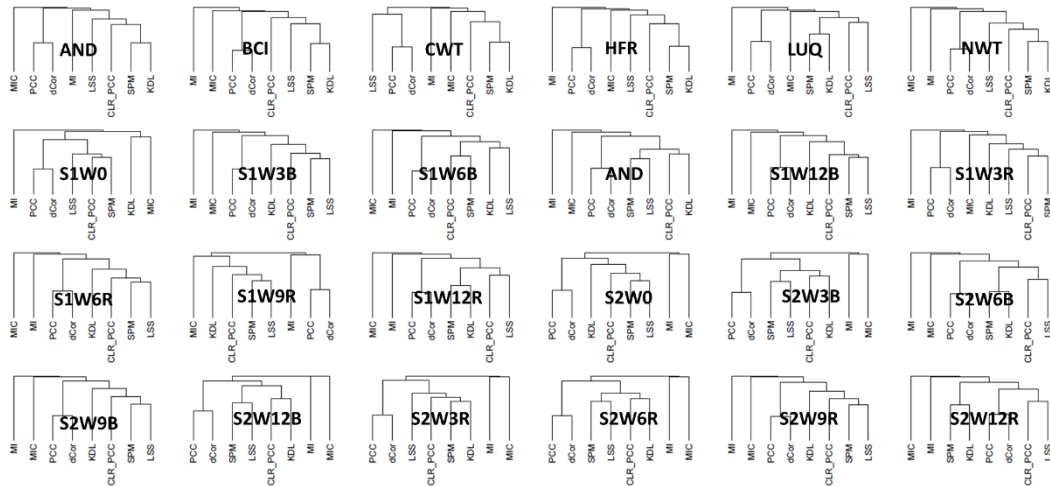 AND
MIC PCC dCor MI LSS CLR_PCC SPM KDL
BCI
MI MIC PCC dCor CLR_PCC LSS SPM KDL
CWT
LSS PCC dCor MI MIC CLR_PCC SPM KDL
HFR
MI PCC dCor MIC LSS CLR_PCC SPM KDL
LUQ
MI PCC dCor MIC SPM KDL CLR_PCC LSS
NWT
MIC MI PCC dCor LSS CLR_PCC SPM KDL
S1W0
MI PCC dCor LSS CLR_PCC SPM KDL MIC
S1W3B
MI MIC PCC dCor KDL CLR_PCC SPM LSS
S1W6B
MIC MI PCC dCor CLR_PCC SPM KDL LSS
AND
MIC MI PCC dCor SPM LSS CLR_PCC KDL
S1W12B
MI MIC PCC dCor KDL CLR_PCC SPM LSS
S1W3R
MI PCC dCor MIC KDL LSS CLR_PCC SPM
S1W6R
MIC MI PCC dCor KDL CLR_PCC SPM LSS
S1W9R
MIC KDL CLR_PCC SPM LSS MI PCC dCor
S1W12R
MIC MI PCC dCor SPM KDL CLR_PCC LSS
S2W0
PCC dCor KDL CLR_PCC SPM LSS MI MIC
S2W3B
PCC dCor SPM LSS CLR_PCC KDL MI MIC
S2W6B
MIC MI PCC dCor SPM KDL CLR_PCC LSS
S2W9B
MI MIC PCC dCor KDL CLR_PCC SPM LSS
S2W12B
PCC dCor SPM LSS CLR_PCC KDL MI MIC
S2W3R
PCC dCor LSS CLR_PCC SPM KDL MI MIC
S2W6R
PCC dCor SPM LSS CLR_PCC KDL MI MIC
S2W9R
MIC MI PCC dCor KDL CLR_PCC SPM LSS
S2W12R
MIC MI SPM KDL PCC dCor CLR_PCC LSS